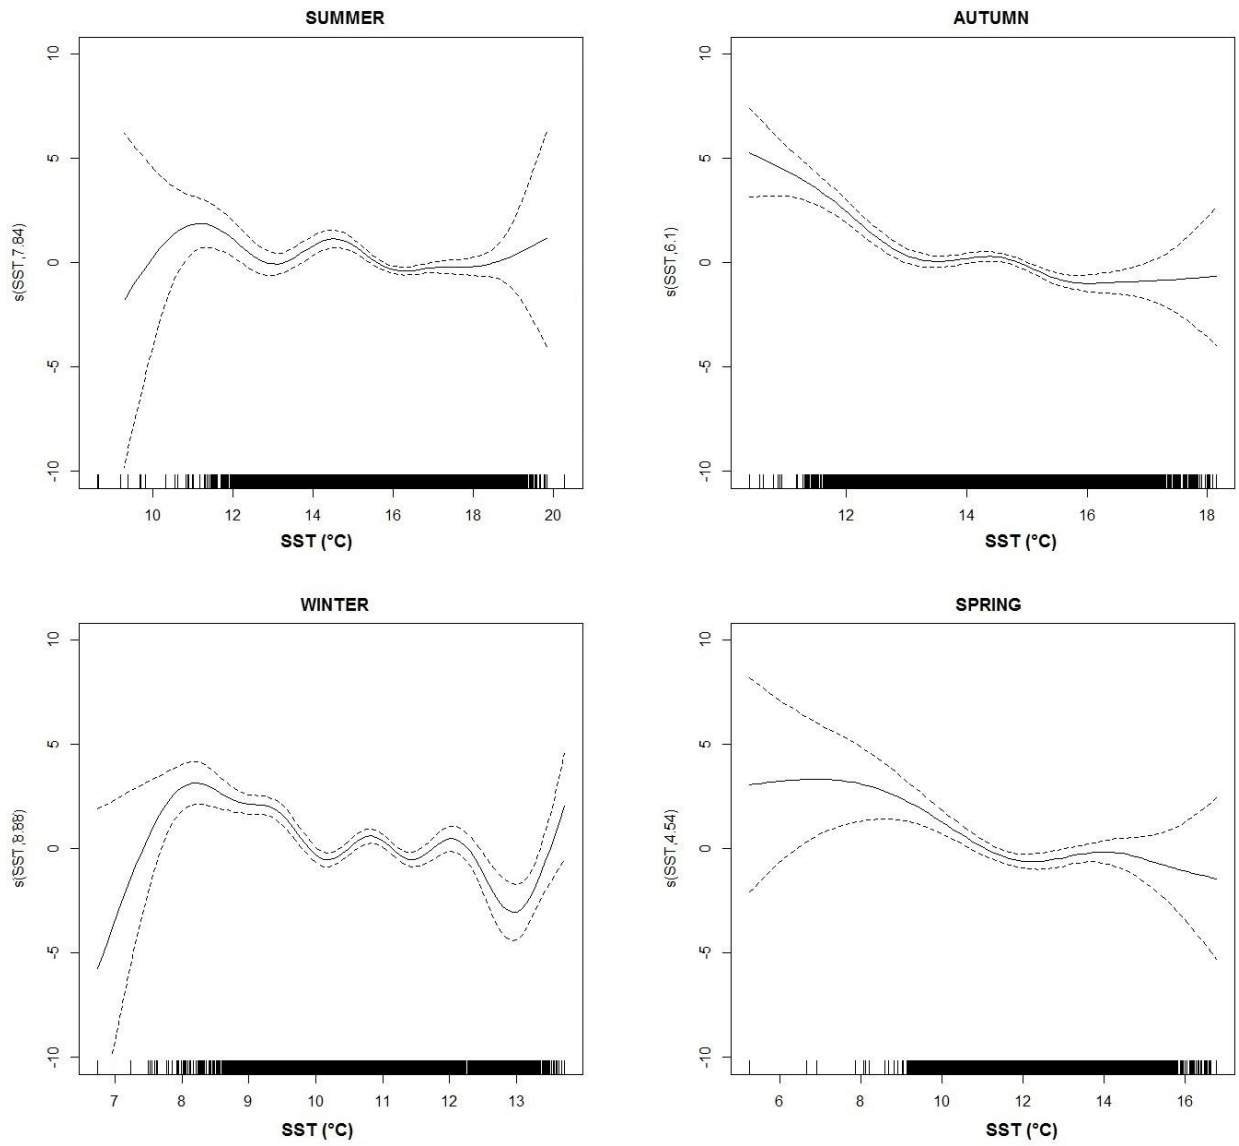 SUMMER
10
5
0
-5
-10
s(SST,7.84)
10 12 14 16 18 20
SST (°C)
AUTUMN
10
5
0
-5
-10
s(SST,6.1)
12 14 16 18
SST (°C)
WINTER
10
5
0
-5
-10
s(SST,8.88)
7 8 9 10 11 12 13
SST (°C)
SPRING
10
5
0
-5
-10
s(SST,4.54)
6 8 10 12 14 16
SST (°C)